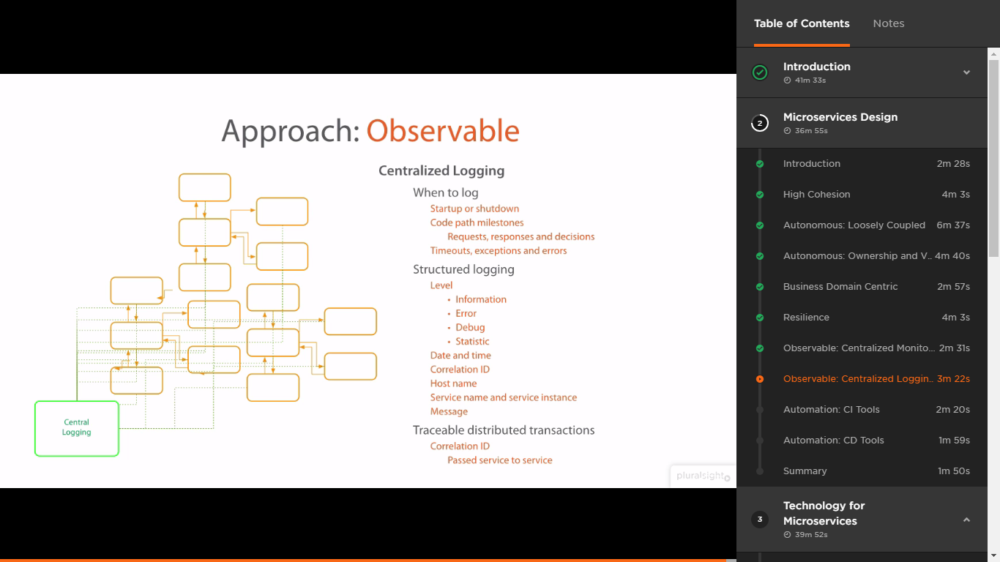 Approach: Observable
Centralized Logging
When to log
Startup or shutdown
Code path milestones
Requests, responses and decisions
Timeouts, exceptions and errors
Structured logging
Level
• Information
• Error
• Debug
• Statistic
Date and time
Correlation ID
Host name
Service name and service instance
Message
Traceable distributed transactions
Correlation ID
Passed service to service
Central
Logging
pluralsight
Table of Contents
Notes
Introduction
41m 33s
2
Microservices Design
36m 55s
Introduction 2m 28s
High Cohesion 4m 3s
Autonomous: Loosely Coupled 6m 37s
Autonomous: Ownership and V.. 4m 40s
Business Domain Centric 2m 57s
Resilience 4m 3s
Observable: Centralized Monito... 2m 31s
Observable: Centralized Loggin.. 3m 22s
Automation: CI Tools 2m 20s
Automation: CD Tools 1m 59s
Summary 1m 50s
3
Technology for
Microservices
39m 52s